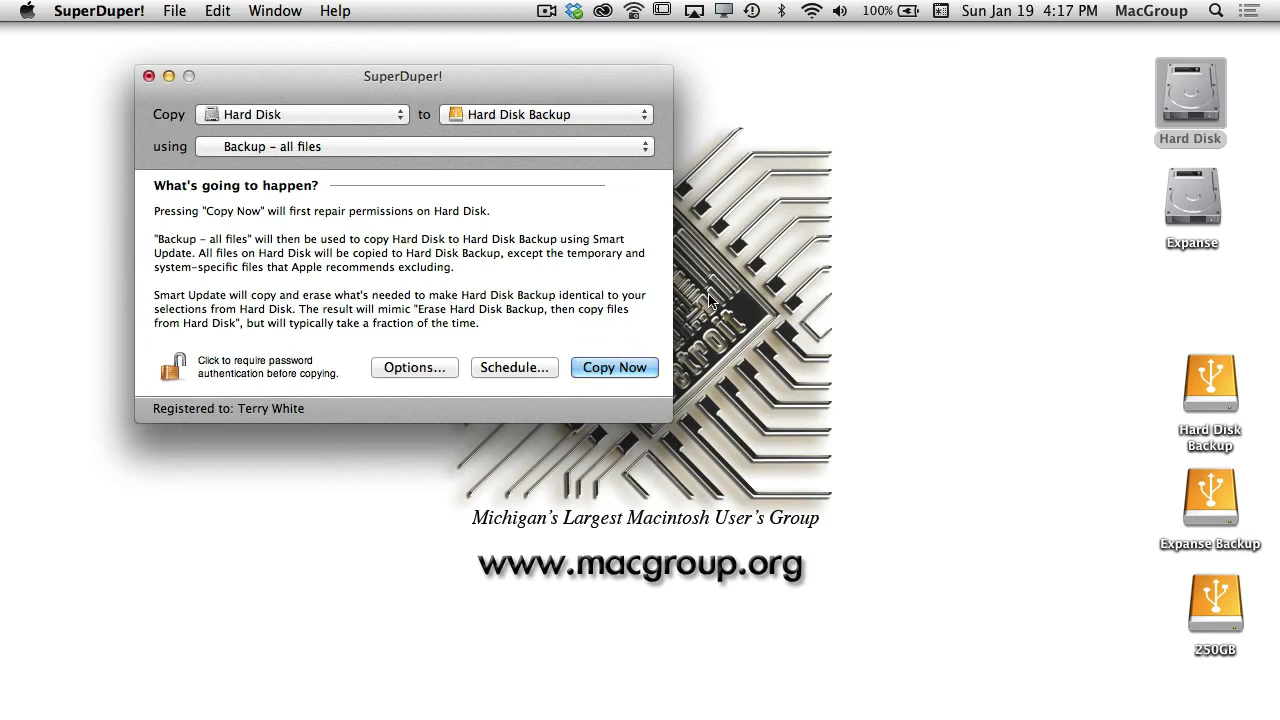 SuperDuper! File Edit Window Help 100% Sun Jan 19 4:17 PM MacGroup
SuperDuper!
Copy Hard Disk to Hard Disk Backup
using Backup – all files
What's going to happen?
Pressing "Copy Now" will first repair permissions on Hard Disk.
"Backup – all files" will then be used to copy Hard Disk to Hard Disk Backup using Smart
Update. All files on Hard Disk will be copied to Hard Disk Backup, except the temporary and
system-specific files that Apple recommends excluding.
Smart Update will copy and erase what's needed to make Hard Disk Backup identical to your
selections from Hard Disk. The result will mimic "Erase Hard Disk Backup, then copy files
from Hard Disk", but will typically take a fraction of the time.
Click to require password
authentication before copying.
Options... Schedule... Copy Now
Registered to: Terry White
Hard Disk
Expanse
Hard Disk
Backup
Expanse Backup
250GB
Michigan's Largest Macintosh User's Group
www.macgroup.org